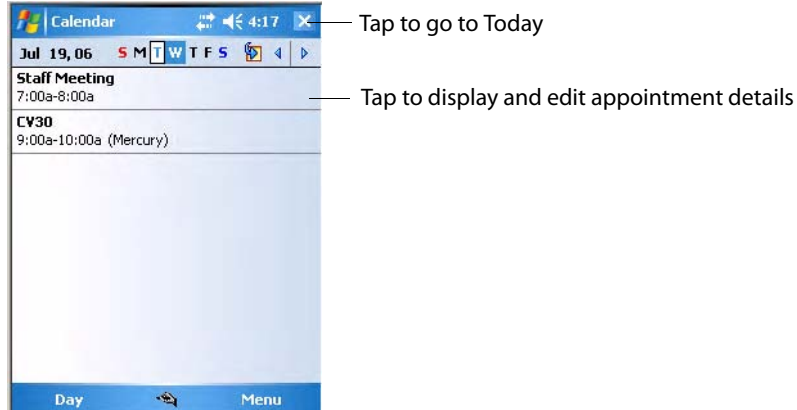 Calendar 4:17
Tap to go to Today
Jul 19, 06 S M T W T F S
Staff Meeting
7:00a-8:00a
Tap to display and edit appointment details
CV30
9:00a-10:00a (Mercury)
Day Menu